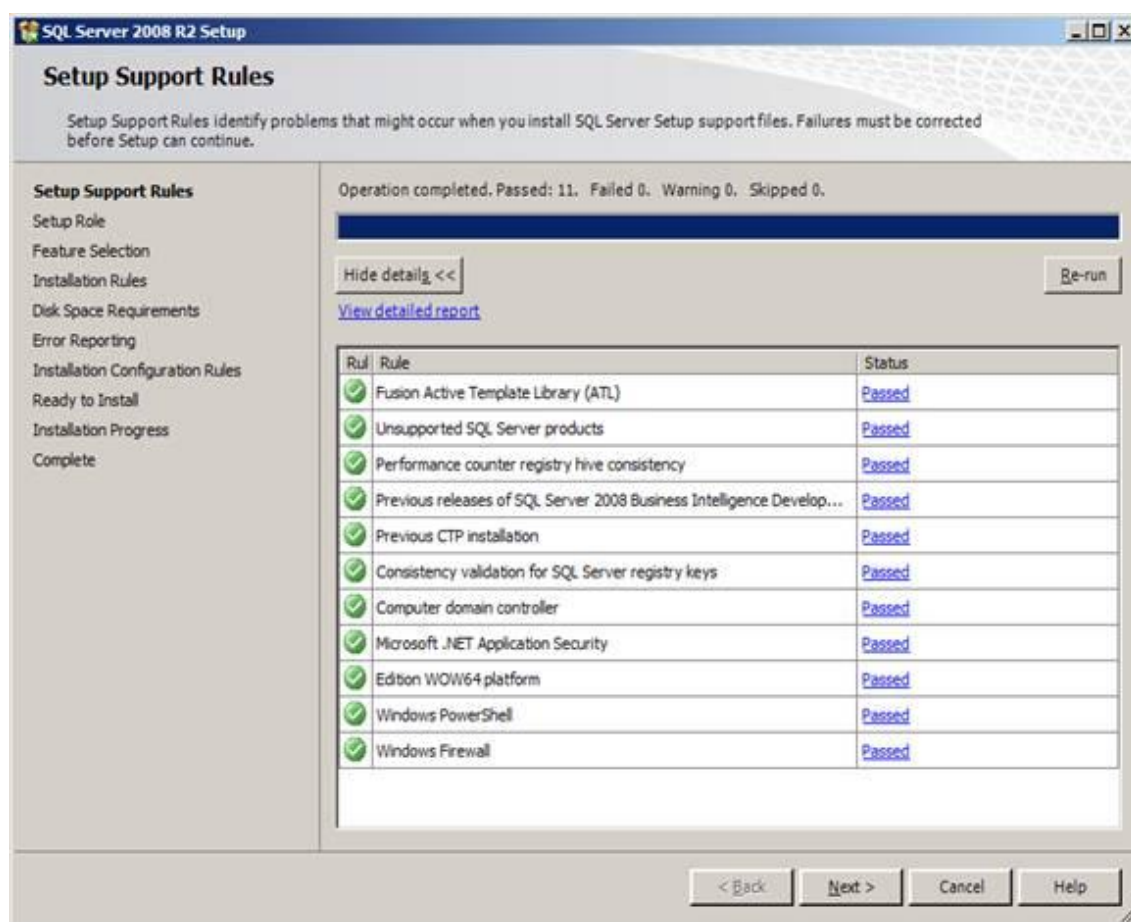 SQL Server 2008 R2 Setup
Setup Support Rules
Setup Support Rules identify problems that might occur when you install SQL Server Setup support files. Failures must be corrected
before Setup can continue.
Setup Support Rules
Setup Role
Feature Selection
Installation Rules
Disk Space Requirements
Error Reporting
Installation Configuration Rules
Ready to Install
Installation Progress
Complete
Operation completed. Passed: 11. Failed 0. Warning 0. Skipped 0.
Hide details <<
Re-run
View detailed report
Rul Rule Status
Fusion Active Template Library (ATL) Passed
Unsupported SQL Server products Passed
Performance counter registry hive consistency Passed
Previous releases of SQL Server 2008 Business Intelligence Develop... Passed
Previous CTP installation Passed
Consistency validation for SQL Server registry keys Passed
Computer domain controller Passed
Microsoft .NET Application Security Passed
Edition WOW64 platform Passed
Windows PowerShell Passed
Windows Firewall Passed
< Back Next > Cancel Help